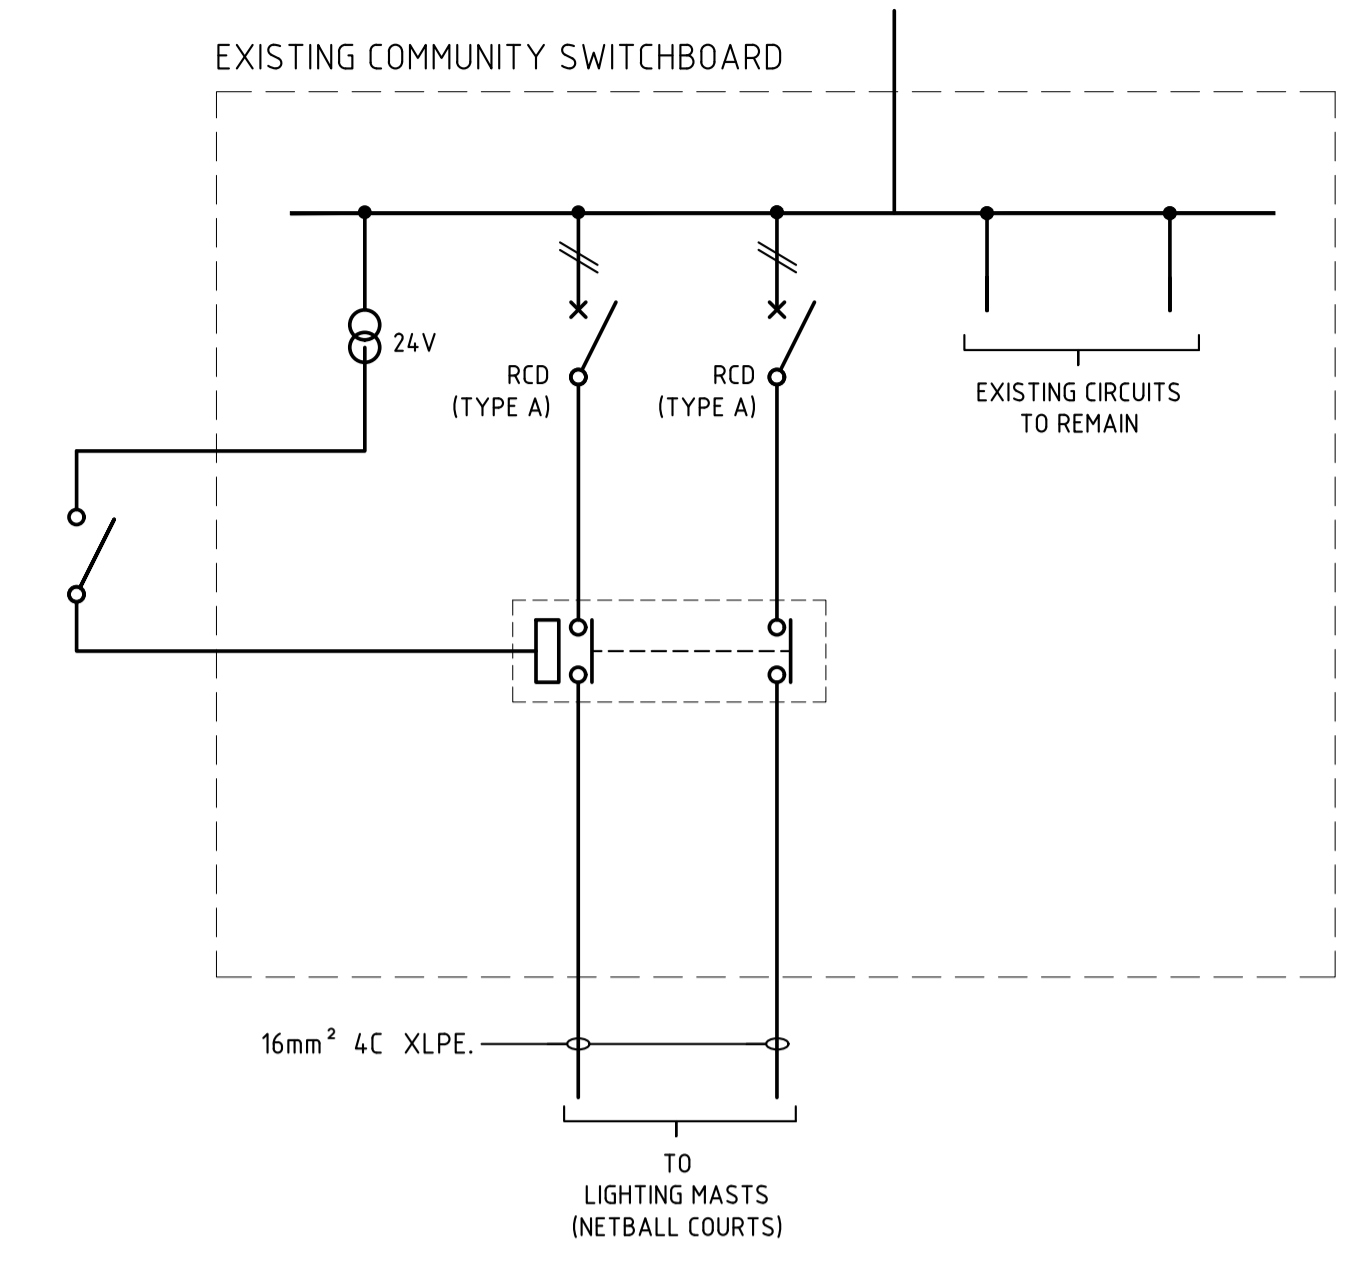 EXISTING COMMUNITY SWITCHBOARD
24V
RCD
(TYPE A)
RCD
(TYPE A)
EXISTING CIRCUITS
TO REMAIN
16mm² 4C XLPE.
TO
LIGHTING MASTS
(NETBALL COURTS)